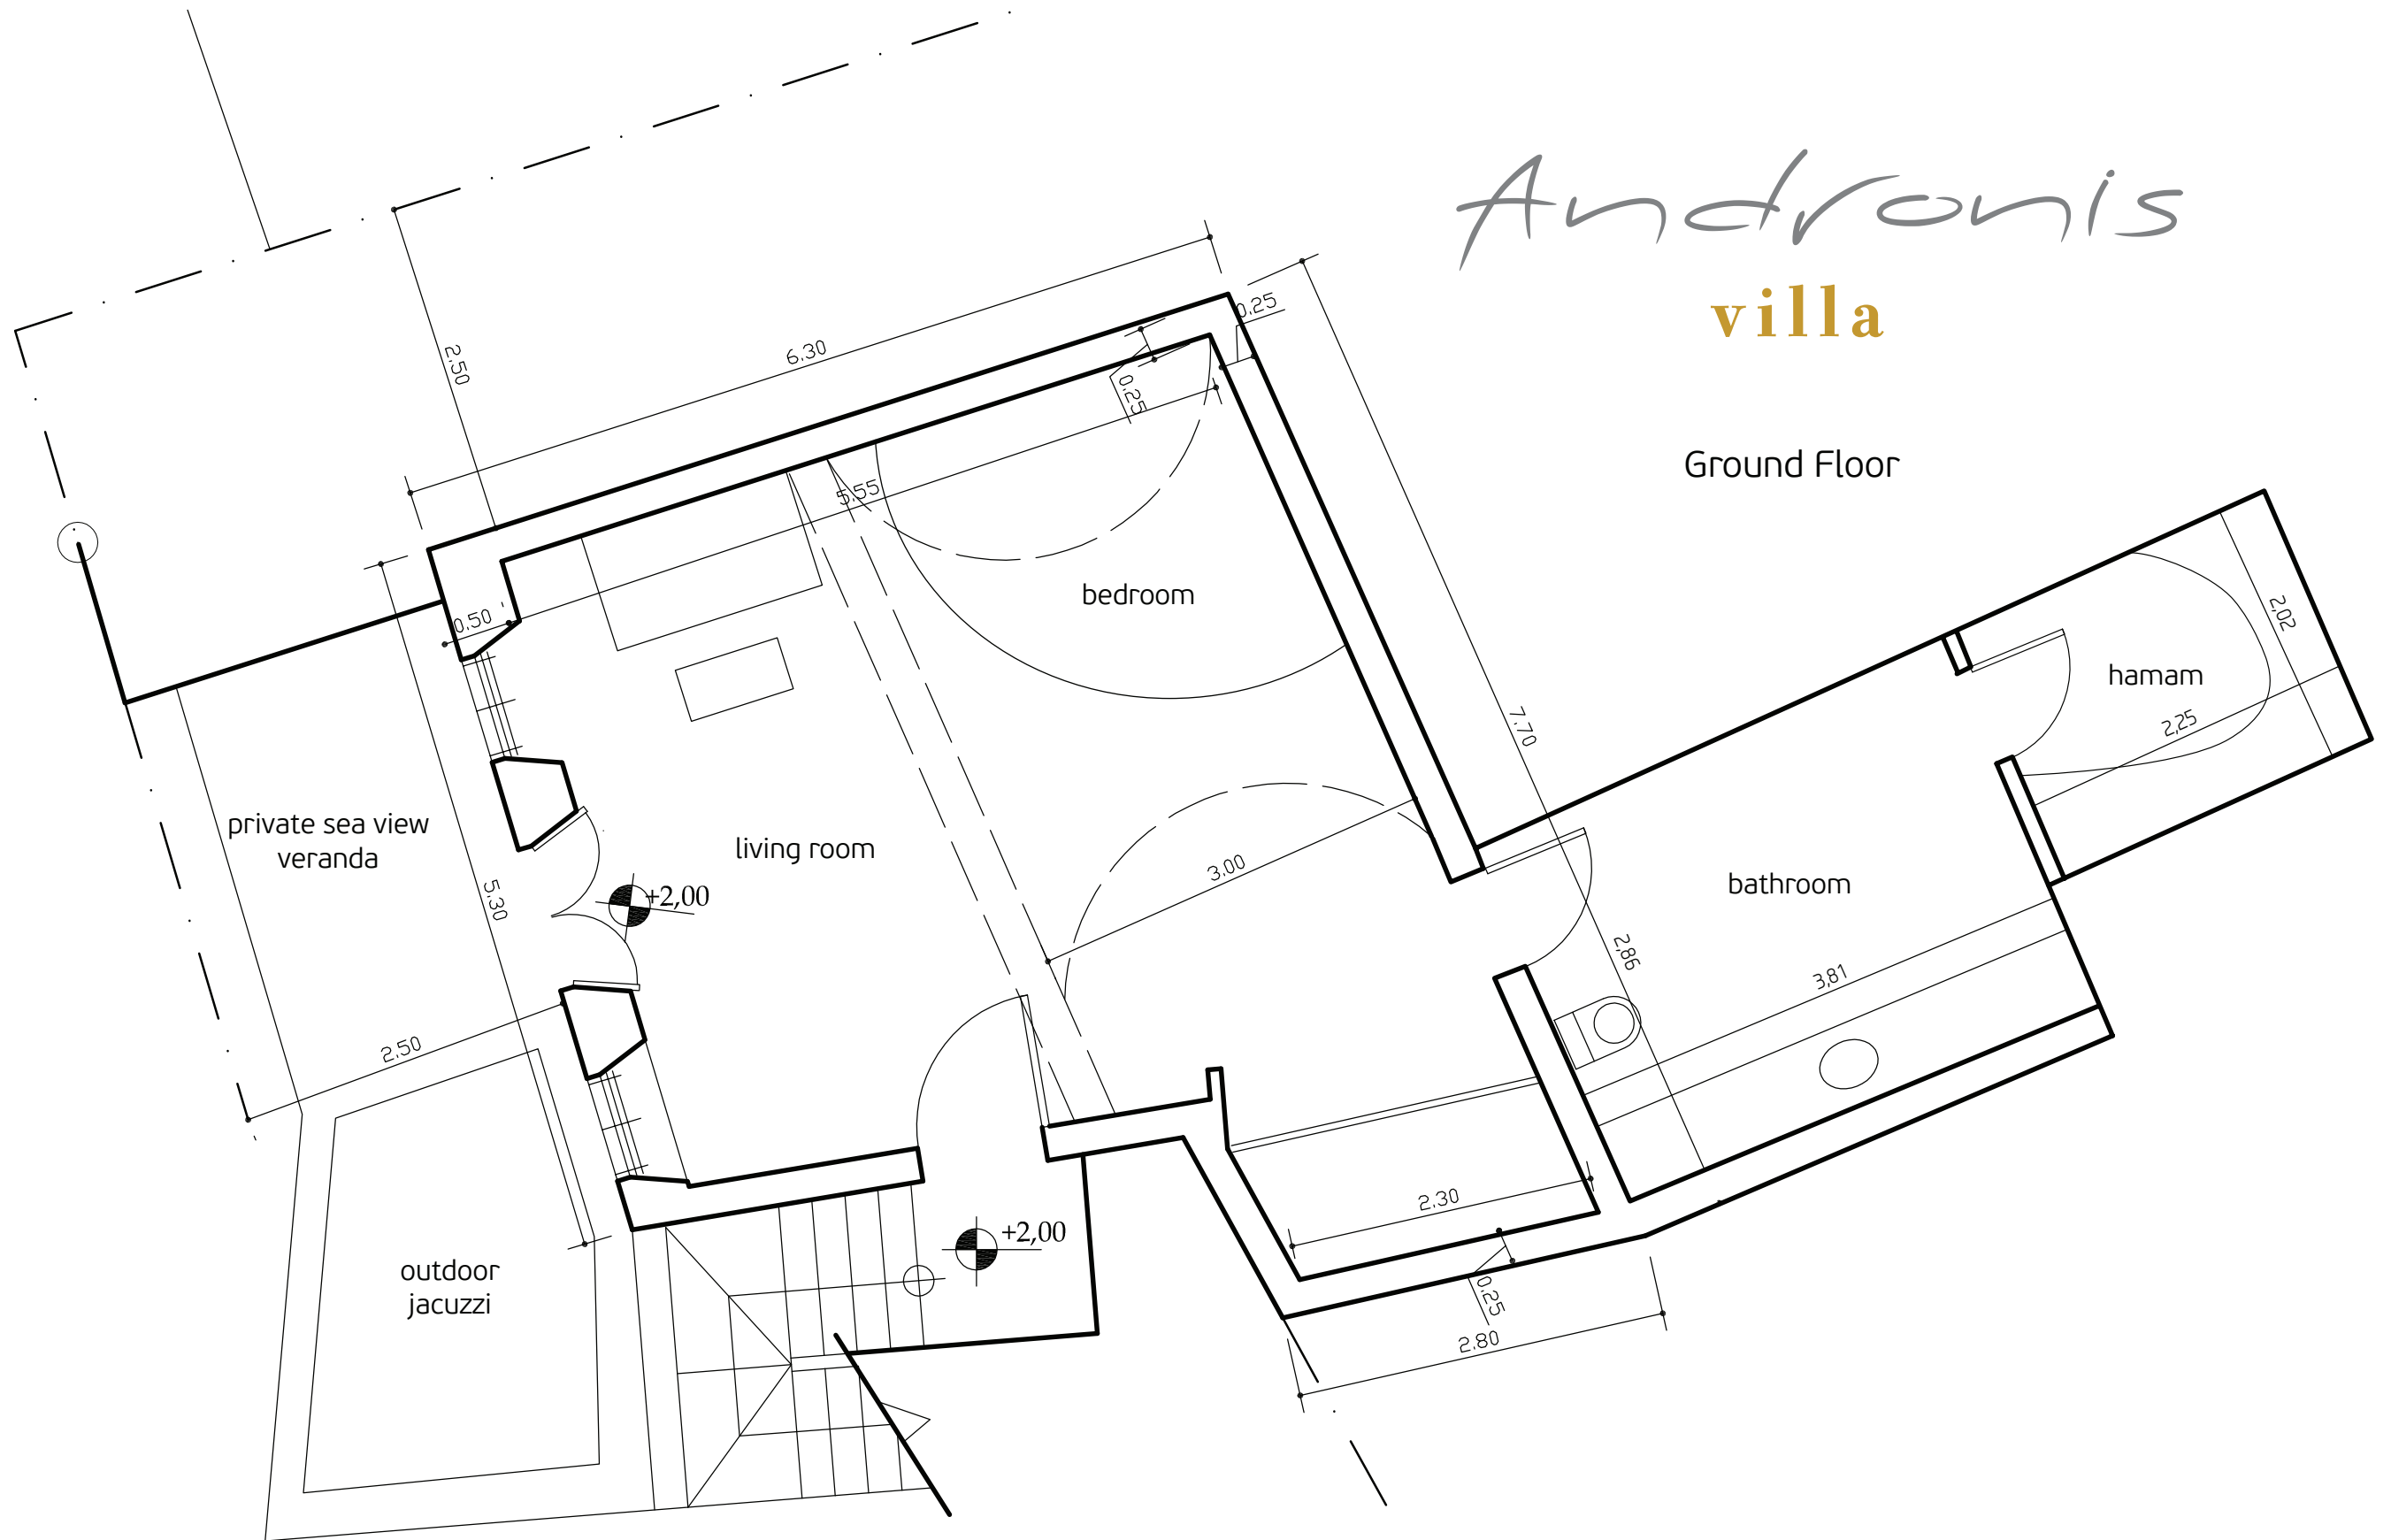 Andronis
villa
Ground Floor
0.25
6.30
2,50
0,25
5.55
bedroom
2,02
0.50
hamam
2,25
7,70
private sea view
veranda
living room
3.00
bathroom
5,30
+2,00
2,86
3,81
2.50
2.30
+2,00
outdoor
jacuzzi
0,25
2.80